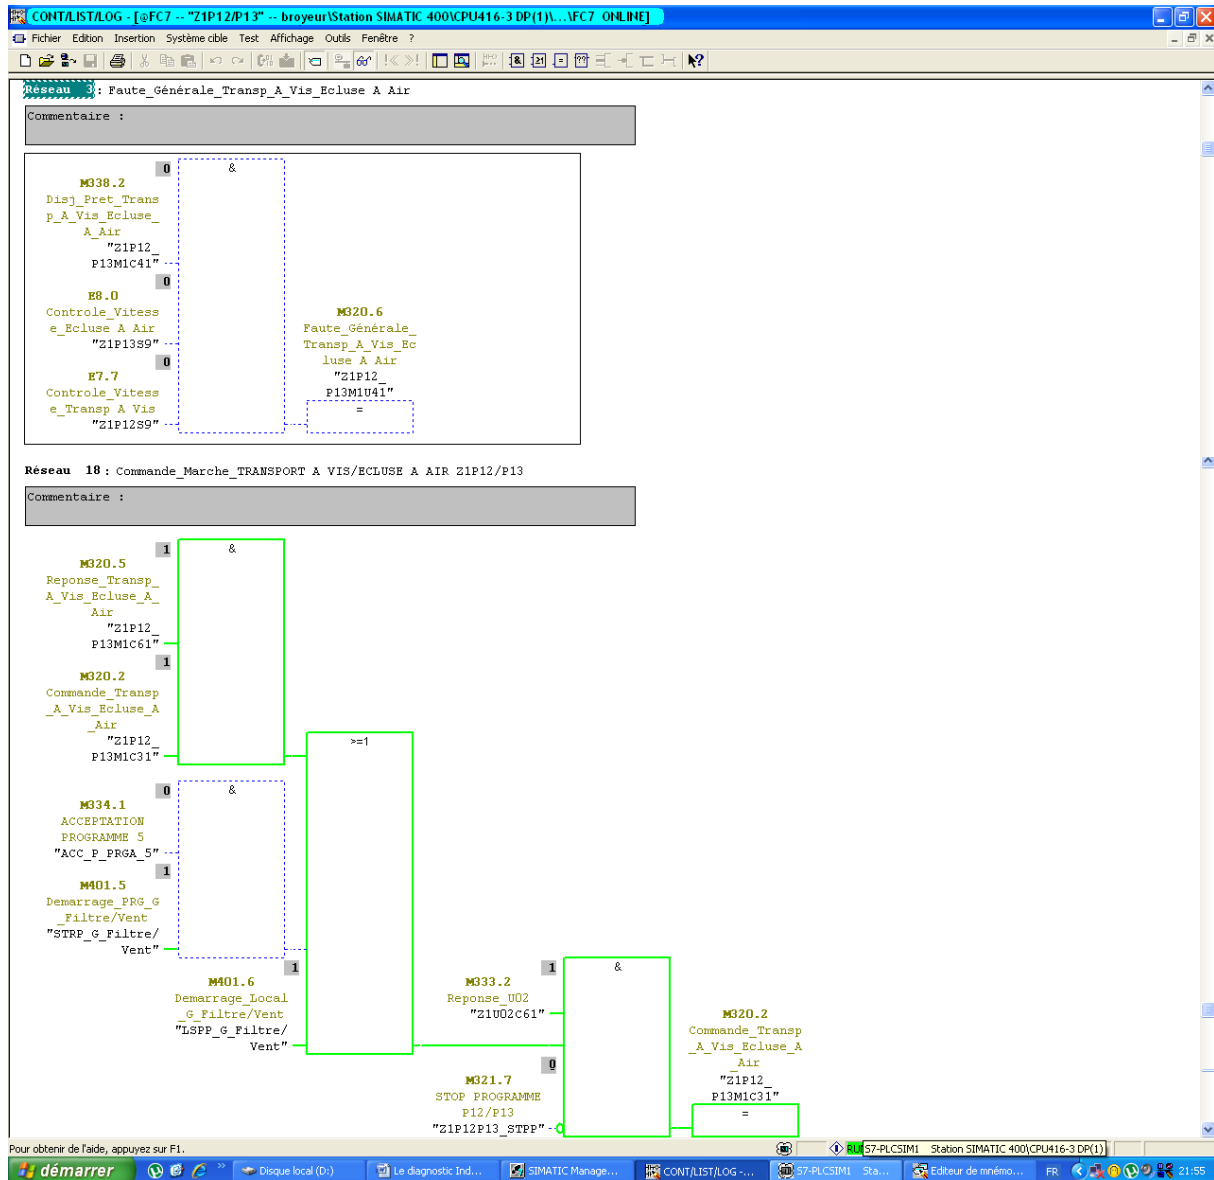 CONT/LIST/LOG - [@FC7 -- "Z1P12/P13" -- broyeur\Station SIMATIC 400\CPU416-3 DP(1)\...\FC7 ONLINE]
Fichier Edition Insertion Système cible Test Affichage Outils Fenêtre ?
Réseau 3 : Faute_Générale_Transp_A_Vis_Ecluse A Air
Commentaire :
0
&
M338.2
Disj_Pret_Trans
p_A_Vis_Ecluse_
A_Air
"Z1P12_
P13M1C41"
0
E8.0
Controle_Vitess
e_Ecluse A Air
"Z1P13S9"
0
E7.7
Controle_Vitess
e_Transp A Vis
"Z1P12S9"
M320.6
Faute_Générale_
Transp_A_Vis_Ec
luse A Air
"Z1P12_
P13M1U41"
=
Réseau 18 : Commande_Marche_TRANSPORT A VIS/ECLUSE A AIR Z1P12/P13
Commentaire :
1
&
M320.5
Reponse_Transp_
A_Vis_Ecluse_A_
Air
"Z1P12_
P13M1C61"
1
M320.2
Commande_Transp
_A_Vis_Ecluse_A
_Air
"Z1P12_
P13M1C31"
>=1
0
&
M334.1
ACCEPTATION
PROGRAMME 5
"ACC_P_PRGA_5"
1
M401.5
Demarrage_PRG_G
_Filtre/Vent
"STRP_G_Filtre/
Vent"
1
M401.6
Demarrage_Local
_G_Filtre/Vent
"LSPP_G_Filtre/
Vent"
1
&
M333.2
Reponse_U02
"Z1U02C61"
0
M321.7
STOP PROGRAMME
P12/P13
"Z1P12P13_STPP"
M320.2
Commande_Transp
_A_Vis_Ecluse_A
_Air
"Z1P12_
P13M1C31"
=
Pour obtenir de l'aide, appuyez sur F1.
RU
S7-PLCSIM1 Station SIMATIC 400\CPU416-3 DP(1)
démarrer
Disque local (D:)
Le diagnostic Ind...
SIMATIC Manage...
CONT/LIST/LOG -...
S7-PLCSIM1 Sta...
Editeur de mnémo...
FR
21:55